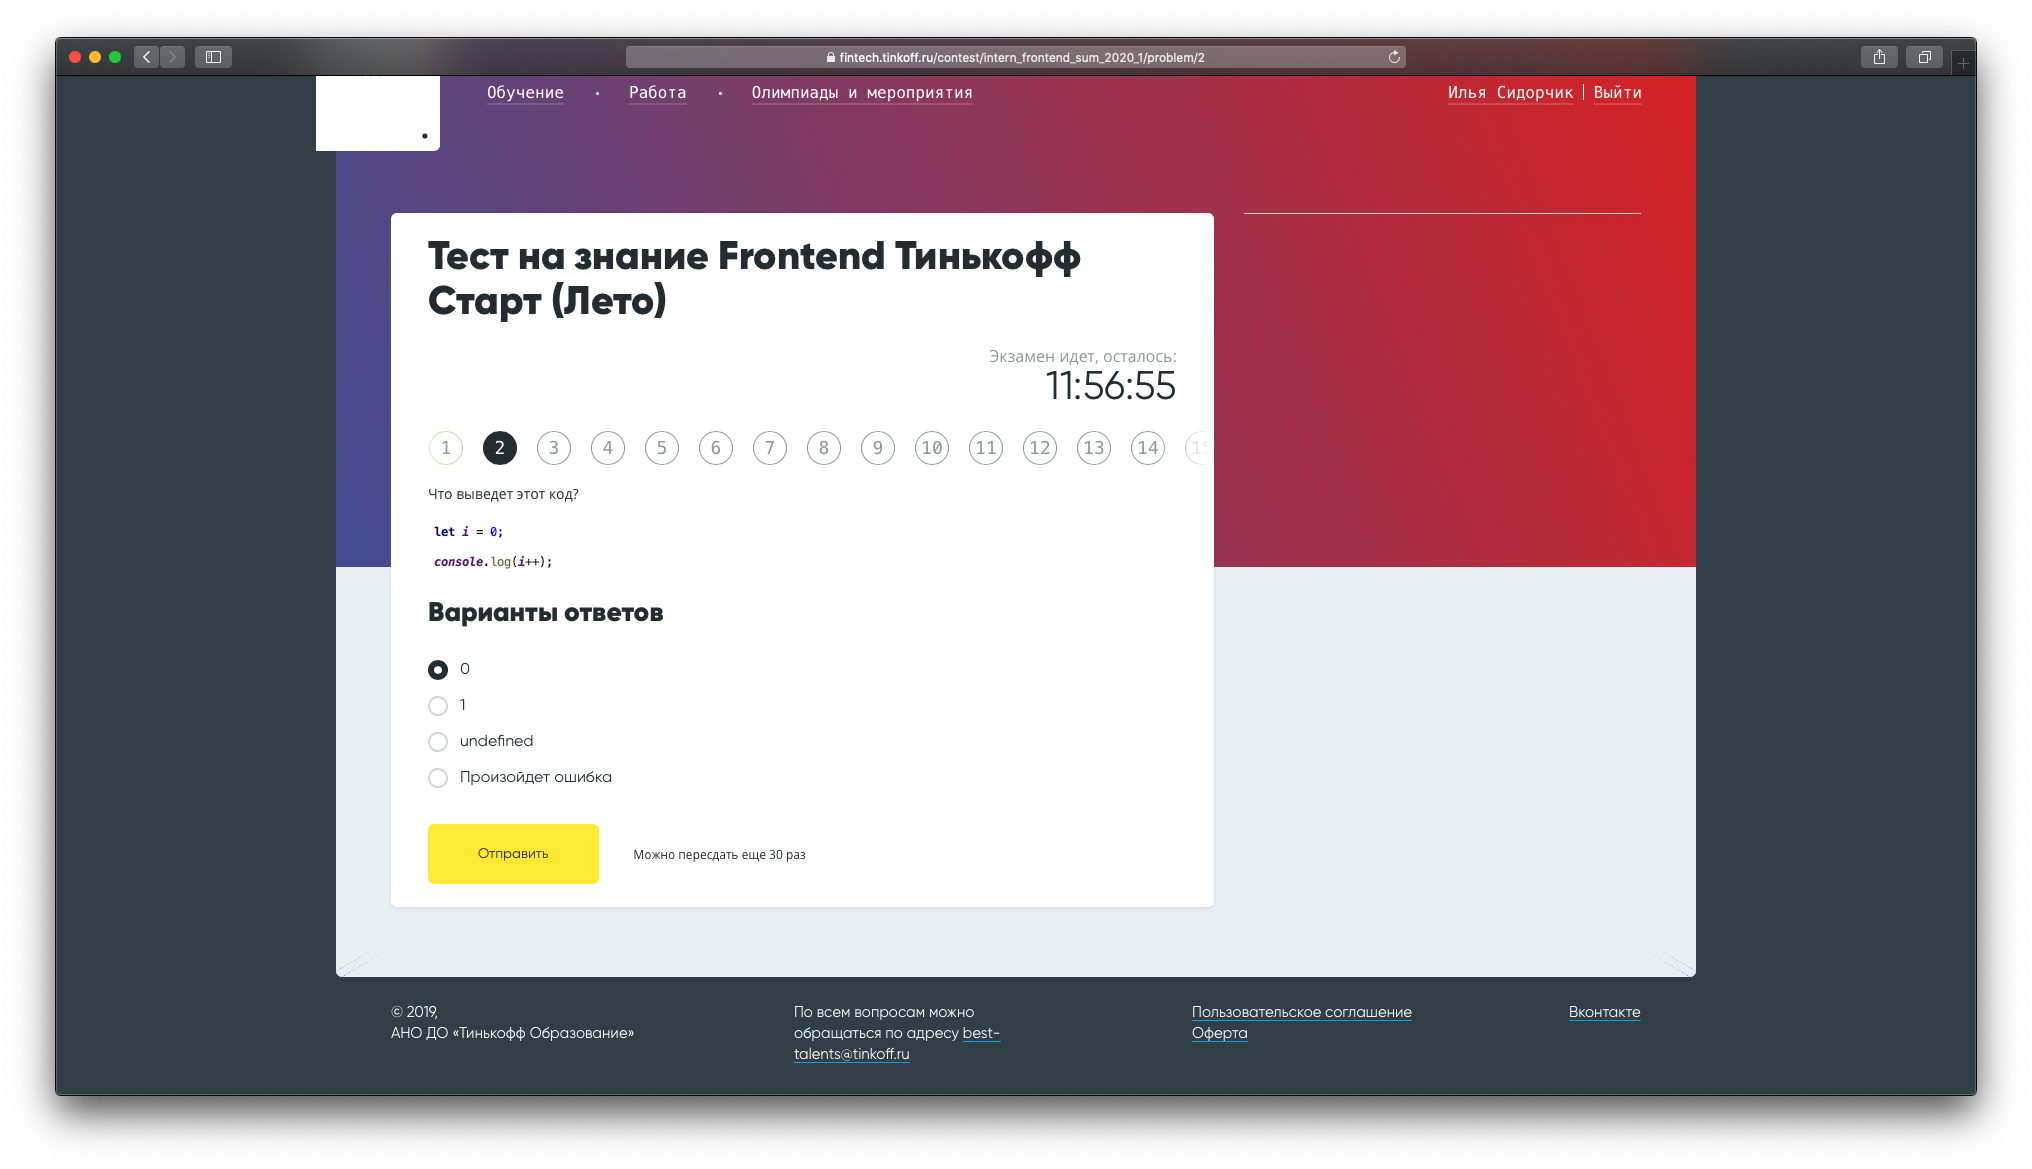 fintech.tinkoff.ru/contest/intern_frontend_sum_2020_1/problem/2
Обучение • Работа • Олимпиады и мероприятия
Илья Сидорчик | Выйти
Тест на знание Frontend Тинькофф
Старт (Лето)
Экзамен идет, осталось:
11:56:55
1 2 3 4 5 6 7 8 9 10 11 12 13 14 15
Что выведет этот код?
let i = 0;
console.log(i++);
Варианты ответов
0
1
undefined
Произойдет ошибка
Отправить
Можно пересдать еще 30 раз
© 2019,
АНО ДО «Тинькофф Образование»
По всем вопросам можно
обращаться по адресу best-
talents@tinkoff.ru
Пользовательское соглашение
Оферта
Вконтакте